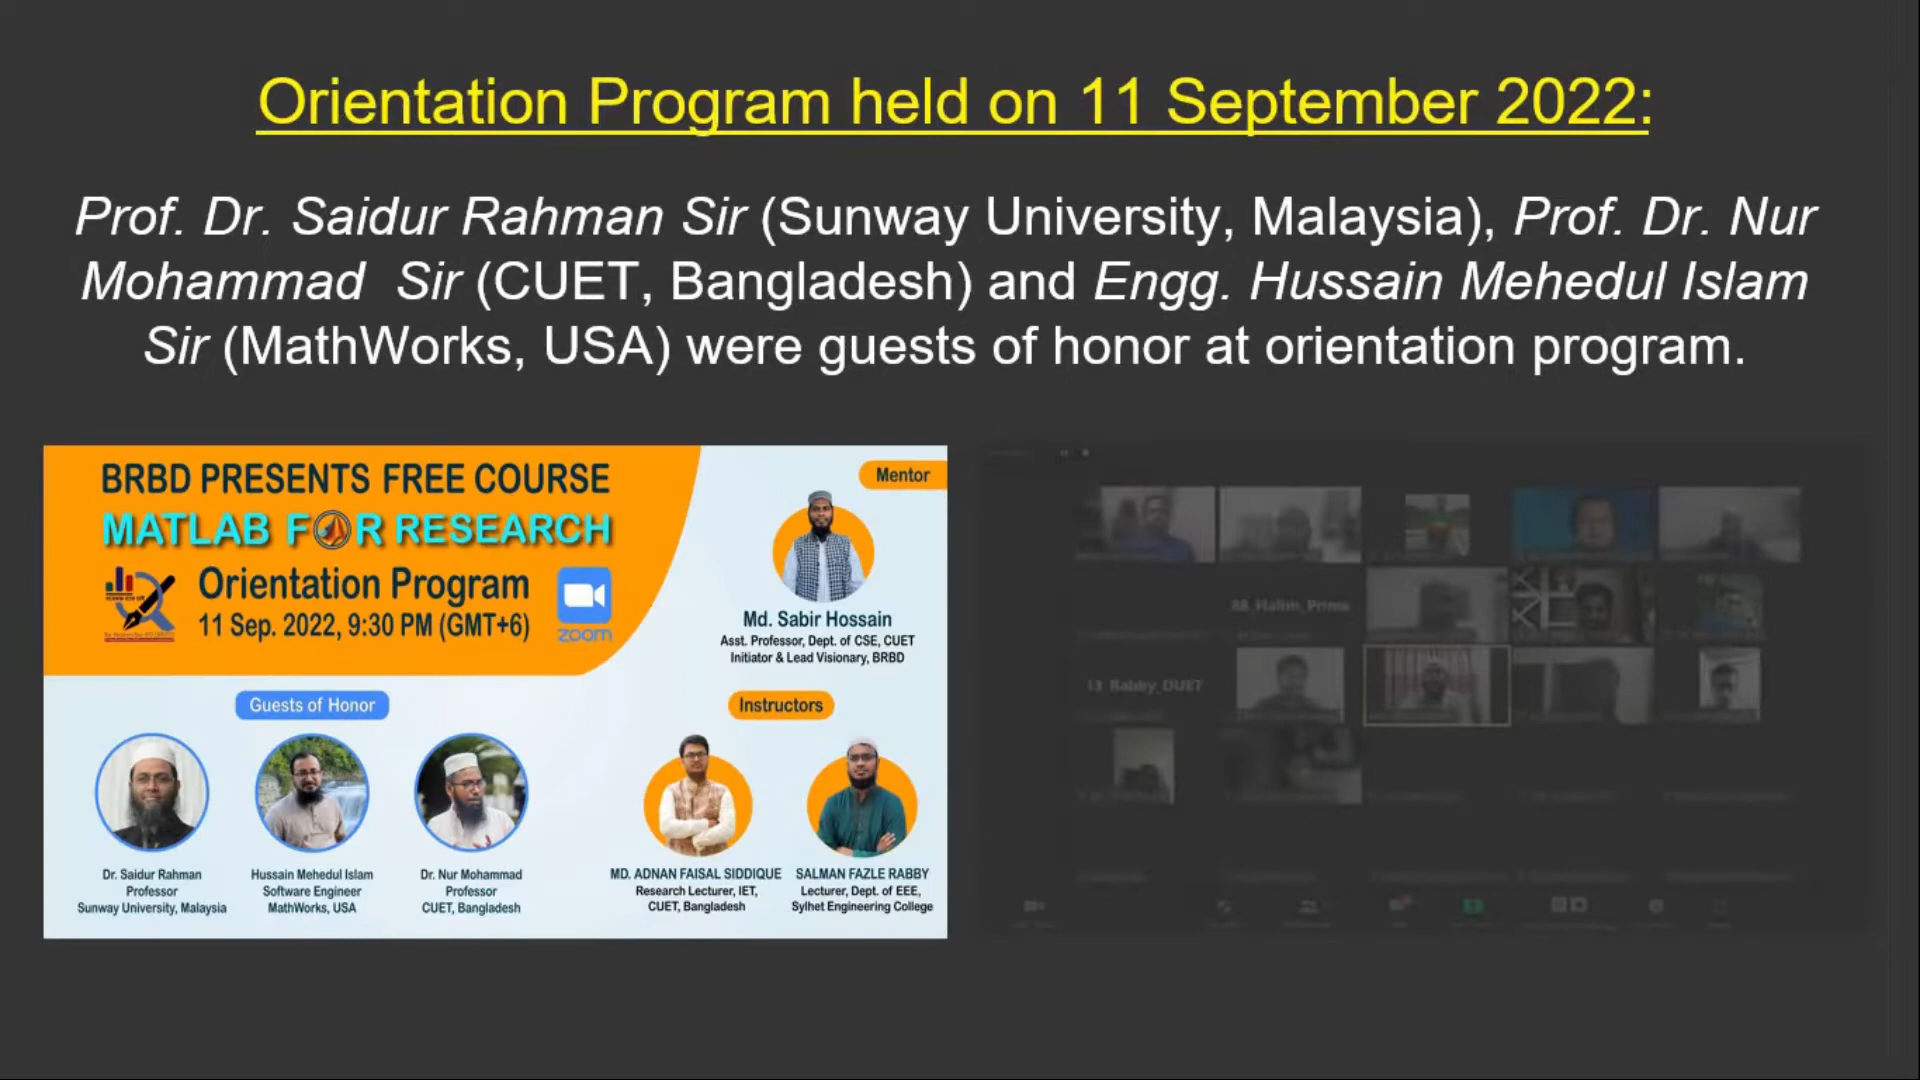 Orientation Program held on 11 September 2022:
Prof. Dr. Saidur Rahman Sir (Sunway University, Malaysia), Prof. Dr. Nur
Mohammad Sir (CUET, Bangladesh) and Engg. Hussain Mehedul Islam
Sir (MathWorks, USA) were guests of honor at orientation program.
BRBD PRESENTS FREE COURSE
MATLAB FOR RESEARCH
Orientation Program
11 Sep. 2022, 9:30 PM (GMT+6)
zoom
Mentor
Md. Sabir Hossain
Asst. Professor, Dept. of CSE, CUET
Initiator & Lead Visionary, BRBD
Guests of Honor
Dr. Saidur Rahman
Professor
Sunway University, Malaysia
Hussain Mehedul Islam
Software Engineer
MathWorks, USA
Dr. Nur Mohammad
Professor
CUET, Bangladesh
Instructors
MD. ADNAN FAISAL SIDDIQUE
Research Lecturer, IET,
CUET, Bangladesh
SALMAN FAZLE RABBY
Lecturer, Dept. of EEE,
Sylhet Engineering College
13_Rabby_DUET